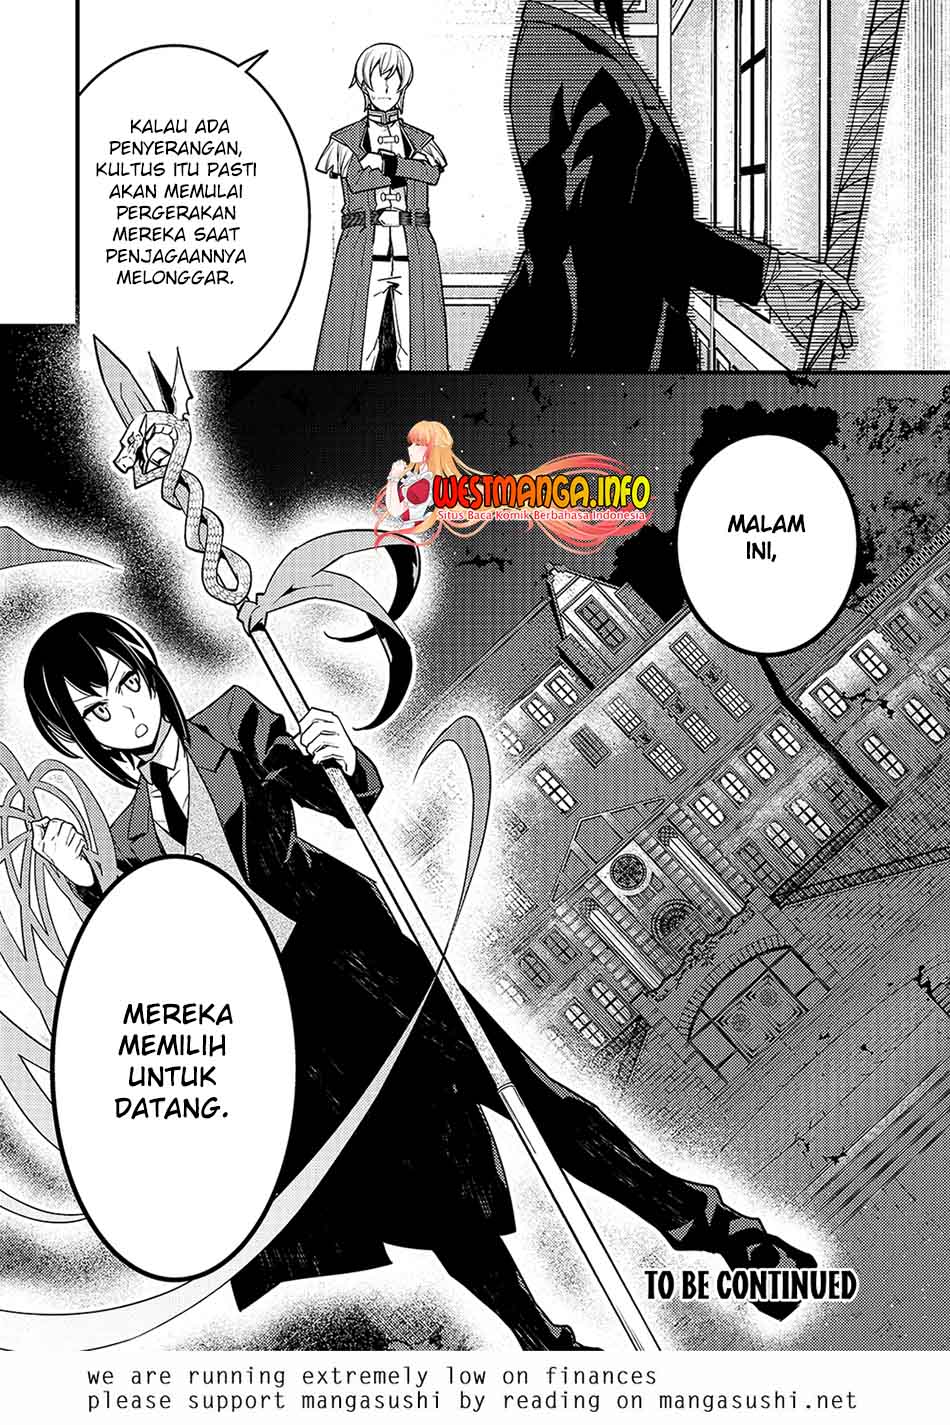 KALAU ADA
PENYERANGAN,
KULTUS ITU PASTI
AKAN MEMULAI
PERGERAKAN
MEREKA SAAT
PENJAGAANNYA
MELONGGAR.
WESTMANGA.INFO
Situs Baca Komik Berbahasa Indonesia
MALAM
INI,
MEREKA
MEMILIH
UNTUK
DATANG.
TO BE CONTINUED
we are running extremely low on finances
please support mangasushi by reading on mangasushi.net